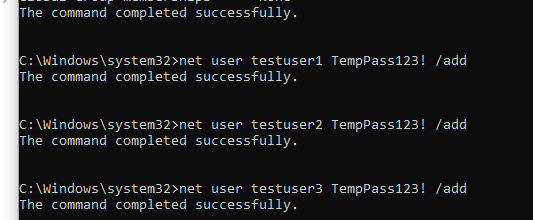 The command completed successfully.
C:\Windows\system32>net user testuser1 TempPass123! /add
The command completed successfully.
C:\Windows\system32>net user testuser2 TempPass123! /add
The command completed successfully.
C:\Windows\system32>net user testuser3 TempPass123! /add
The command completed successfully.